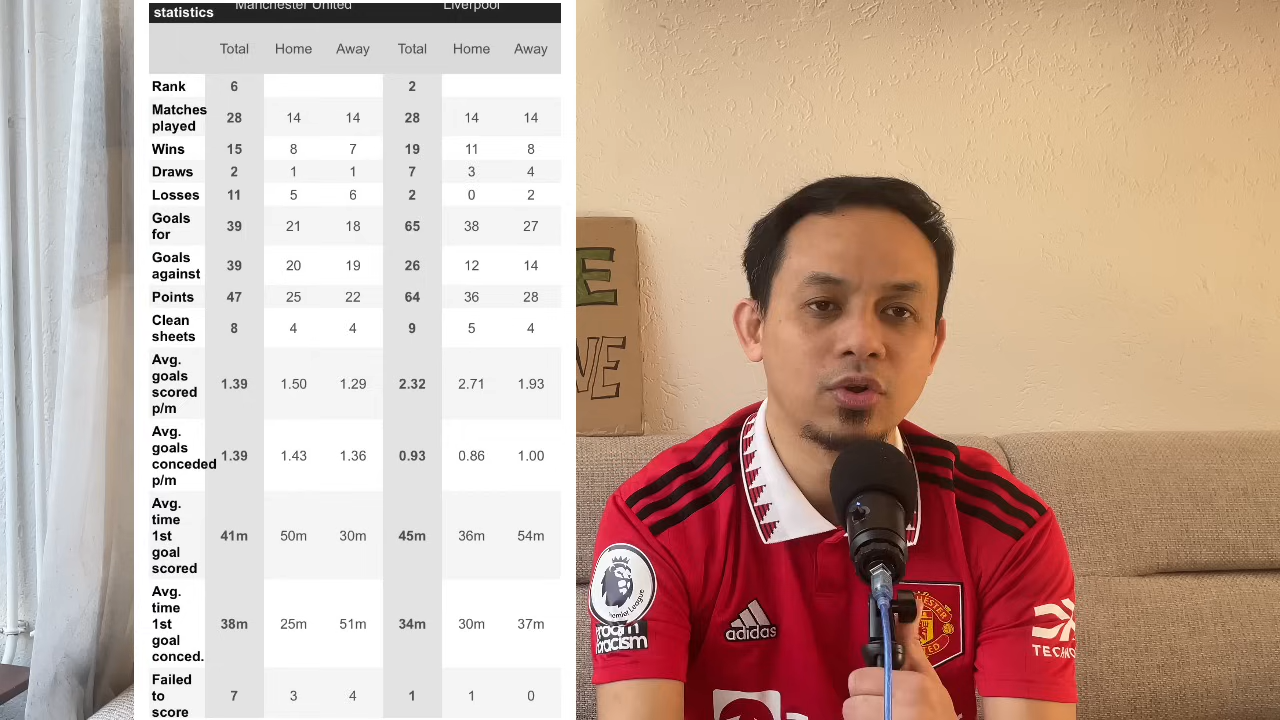 Manchester United Liverpool
statistics
Total Home Away Total Home Away
Rank 6 2
Matches
played 28 14 14 28 14 14
Wins 15 8 7 19 11 8
Draws 2 1 1 7 3 4
Losses 11 5 6 2 0 2
Goals
for 39 21 18 65 38 27
Goals
against 39 20 19 26 12 14
Points 47 25 22 64 36 28
Clean
sheets 8 4 4 9 5 4
Avg.
goals
scored
p/m 1.39 1.50 1.29 2.32 2.71 1.93
Avg.
goals
conceded
p/m 1.39 1.43 1.36 0.93 0.86 1.00
Avg.
time
1st
goal
scored 41m 50m 30m 45m 36m 54m
Avg.
time
1st
goal
conced. 38m 25m 51m 34m 30m 37m
Failed
to
score 7 3 4 1 1 0
Premier League
room
racism
adidas